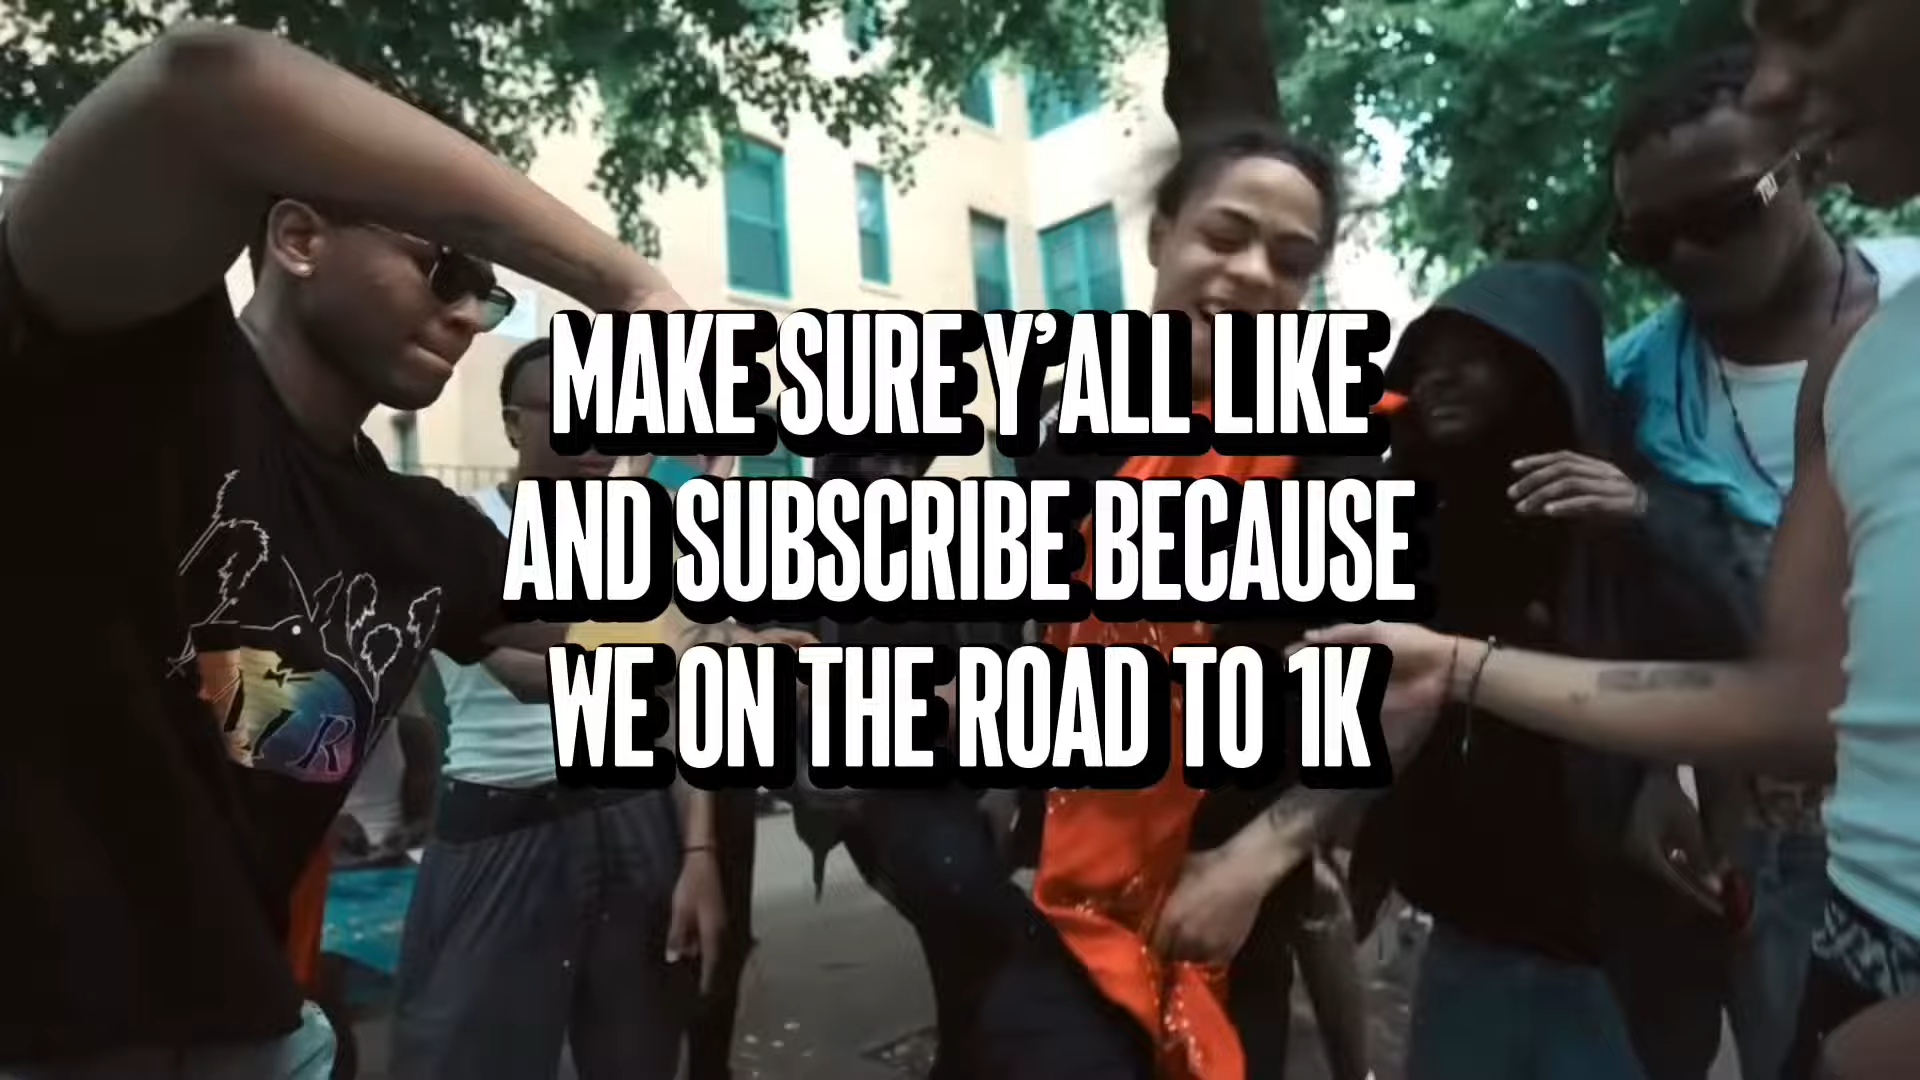 MAKE SURE Y'ALL LIKE
AND SUBSCRIBE BECAUSE
WE ON THE ROAD TO 1K